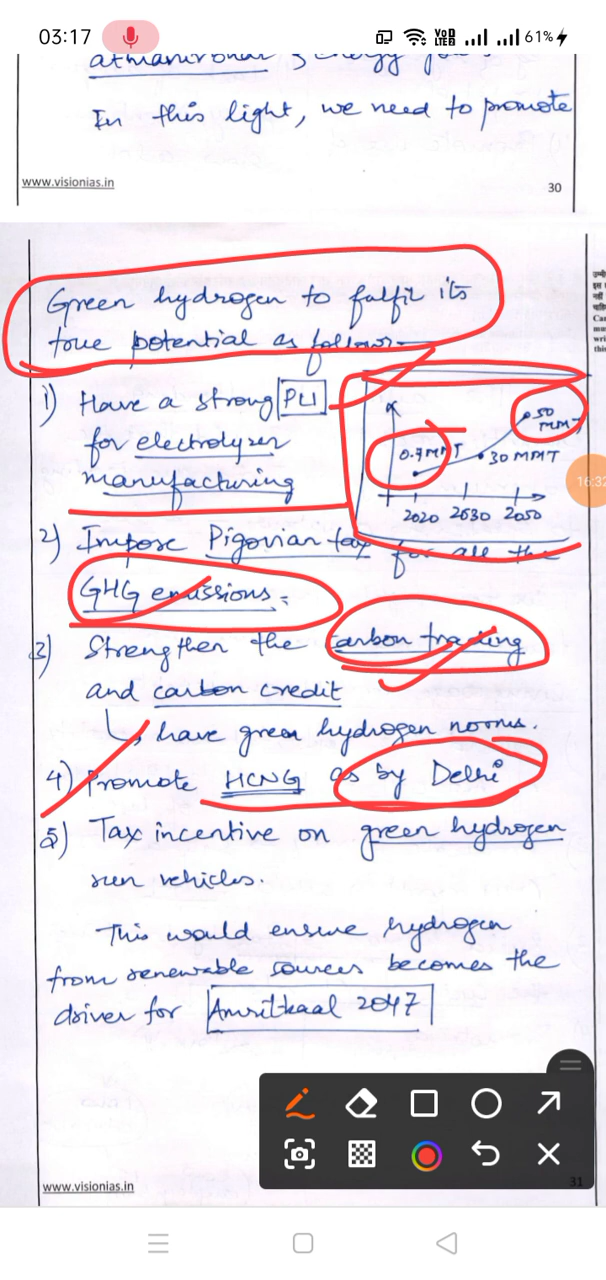 03:17
VoD LTED
61%
atmanirbhar
In this light, we need to promote
www.visionias.in
30
Green hydrogen to fulfil its
true potential as follows
1) Have a strong PLI
for electrolyzer
manufacturing
50 MMT
0.7 MMT
30 MMT
2020 2030 2050
16:32
2) Impose Pigovian tax for all the
GHG emissions.
3) Strengthen the carbon trading
and carbon credit
have green hydrogen norms.
4) Promote HCNG as by Delhi
5) Tax incentive on green hydrogen
run vehicles.
This would ensure hydrogen
from renewable sources becomes the
driver for Amritkaal 2047
www.visionias.in
31